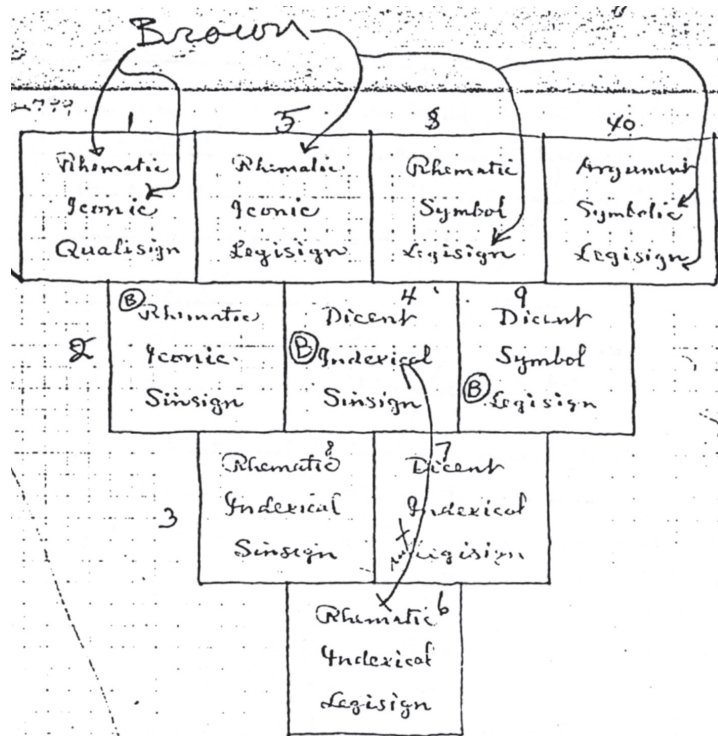 Brown
1 5 8 10
Rhematic
Iconic
Qualisign
Rhematic
Iconic
Legisign
Rhematic
Symbol
Legisign
Argument
Symbolic
Legisign
2
B Rhematic
Iconic
Sinsign
4
Dicent
B Indexical
Sinsign
9
Dicent
Symbol
B Legisign
3
Rhematic
Indexical
Sinsign
7
Dicent
Indexical
Legisign
6
Rhematic
Indexical
Legisign